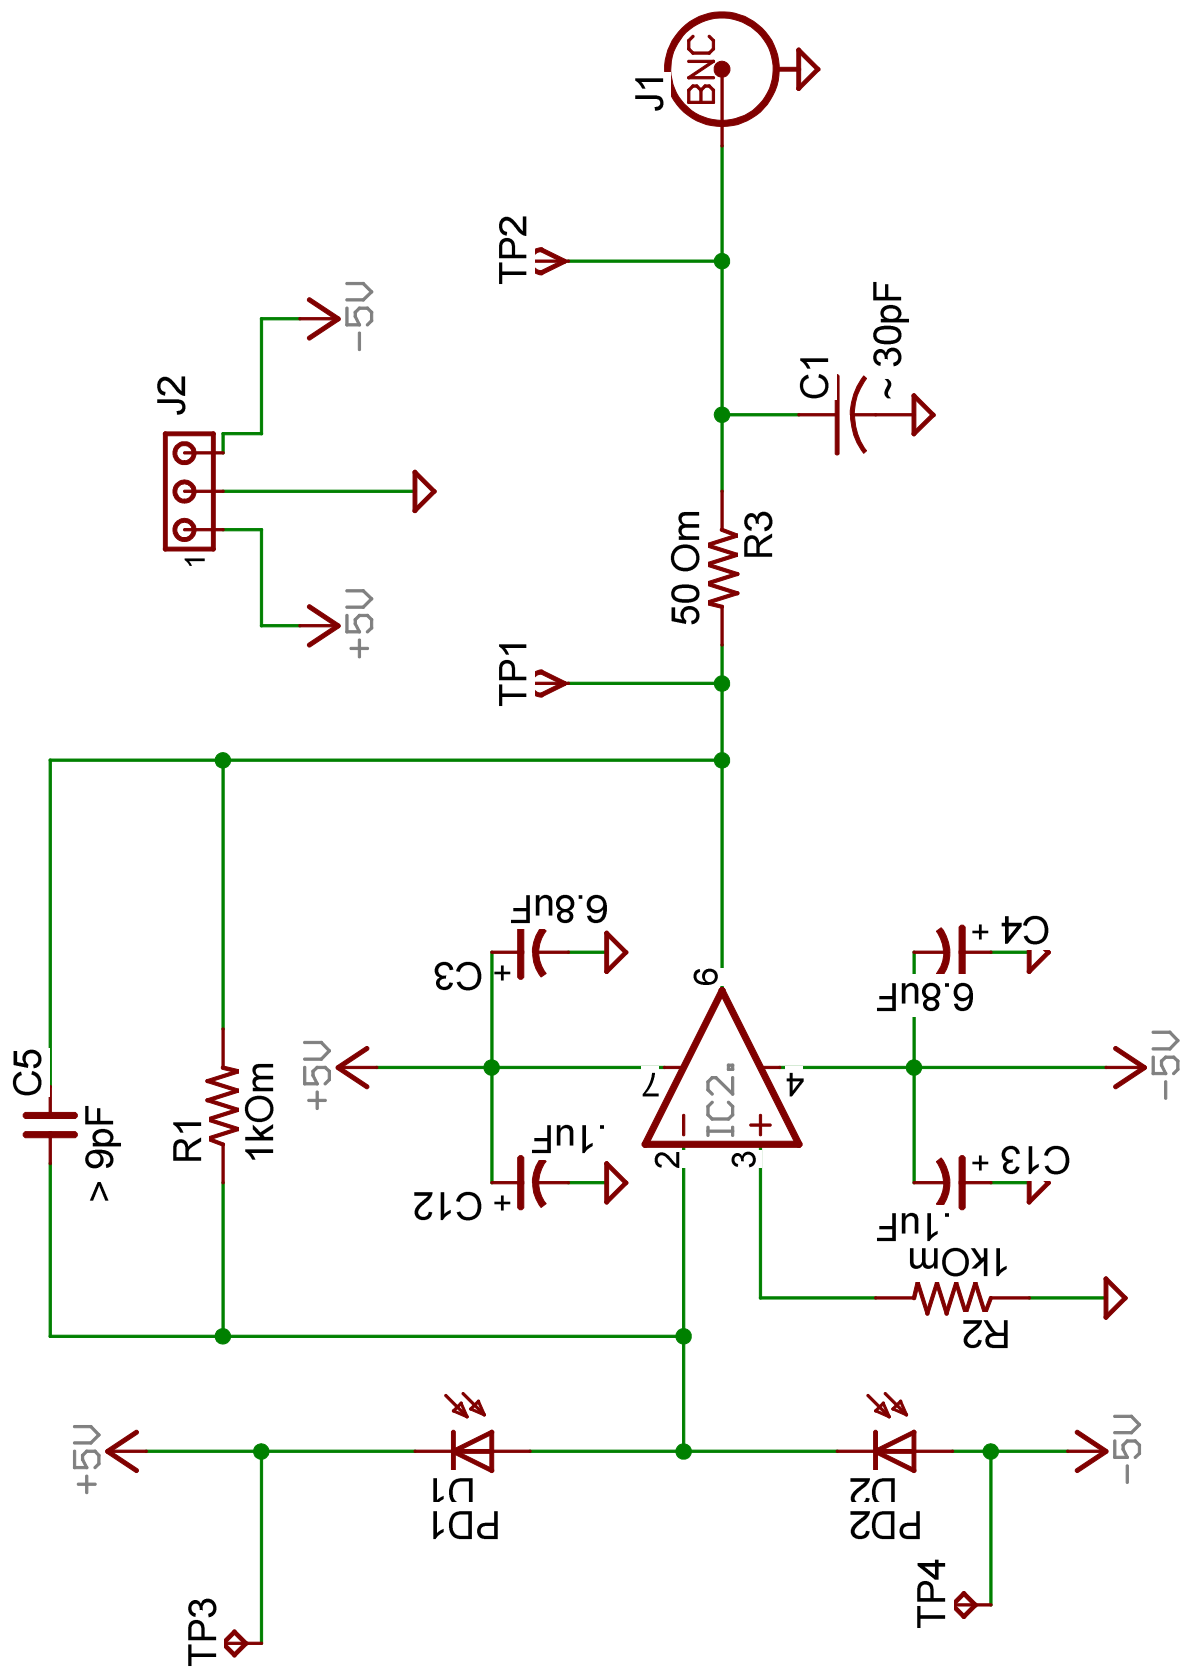 J1
BNC
TP2
J2
-5V
C1
~ 30pF
1
+5V
50 Om
R3
TP1
C5
> 9pF
R1
1kOm
+5V
C3
+
6.8uF
C12
+
.1uF
7
6
IC2.
2
-
3
+
4
6.8uF
+
C4
-5V
.1uF
+
C13
1kOm
R2
+5V
D1
PD1
D2
PD2
-5V
TP3
TP4